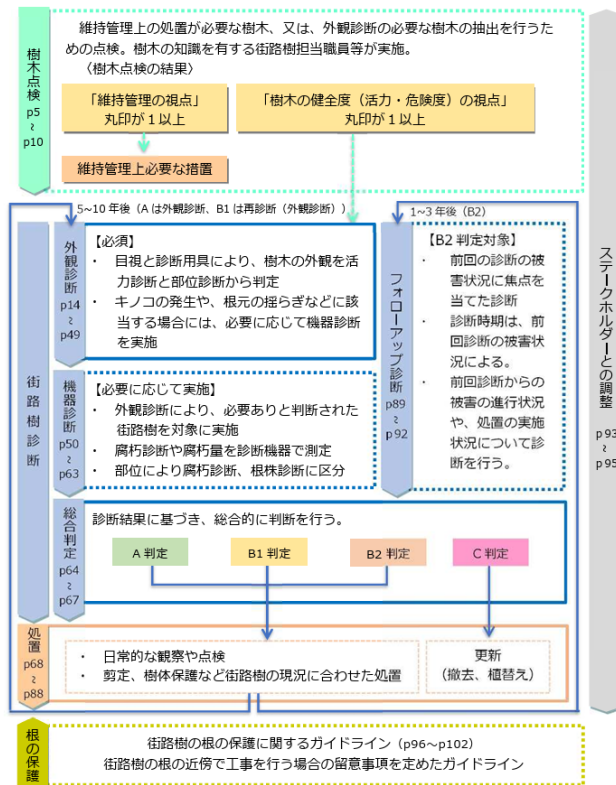 樹木点検
p5
~
p10
維持管理上の処置が必要な樹木、又は、外観診断の必要な樹木の抽出を行うた
めの点検。樹木の知識を有する街路樹担当職員等が実施。
〈樹木点検の結果〉
「維持管理の視点」
丸印が１以上
「樹木の健全度（活力・危険度）の視点」
丸印が１以上
維持管理上必要な措置
5~10 年後（A は外観診断、B1 は再診断（外観診断））
1~3 年後（B2）
街路樹診断
外観診断
p14
~
p49
【必須】
・ 目視と診断用具により、樹木の外観を活
力診断と部位診断から判定
・ キノコの発生や、根元の揺らぎなどに該
当する場合には、必要に応じて機器診断
を実施
機器診断
p50
~
p63
【必要に応じて実施】
・ 外観診断により、必要ありと判断された
街路樹を対象に実施
・ 腐朽診断や腐朽量を診断機器で測定
・ 部位により腐朽診断、根株診断に区分
フォローアップ診断
p89
~
p92
【B2 判定対象】
・ 前回の診断の被
害状況に焦点を
当てた診断
・ 診断時期は、前
回診断の被害状
況による。
・ 前回診断からの
被害の進行状況
や、処置の実施
状況について診
断を行う。
総合判定
p64
~
p67
診断結果に基づき、総合的に判断を行う。
A 判定
B1 判定
B2 判定
C 判定
処置
p68
~
p88
・ 日常的な観察や点検
・ 剪定、樹体保護など街路樹の現況に合わせた処置
更新
（撤去、植替え）
ステークホルダーとの調整
p93
~
p95
根の保護
街路樹の根の保護に関するガイドライン（p96～p102）
街路樹の根の近傍で工事を行う場合の留意事項を定めたガイドライン